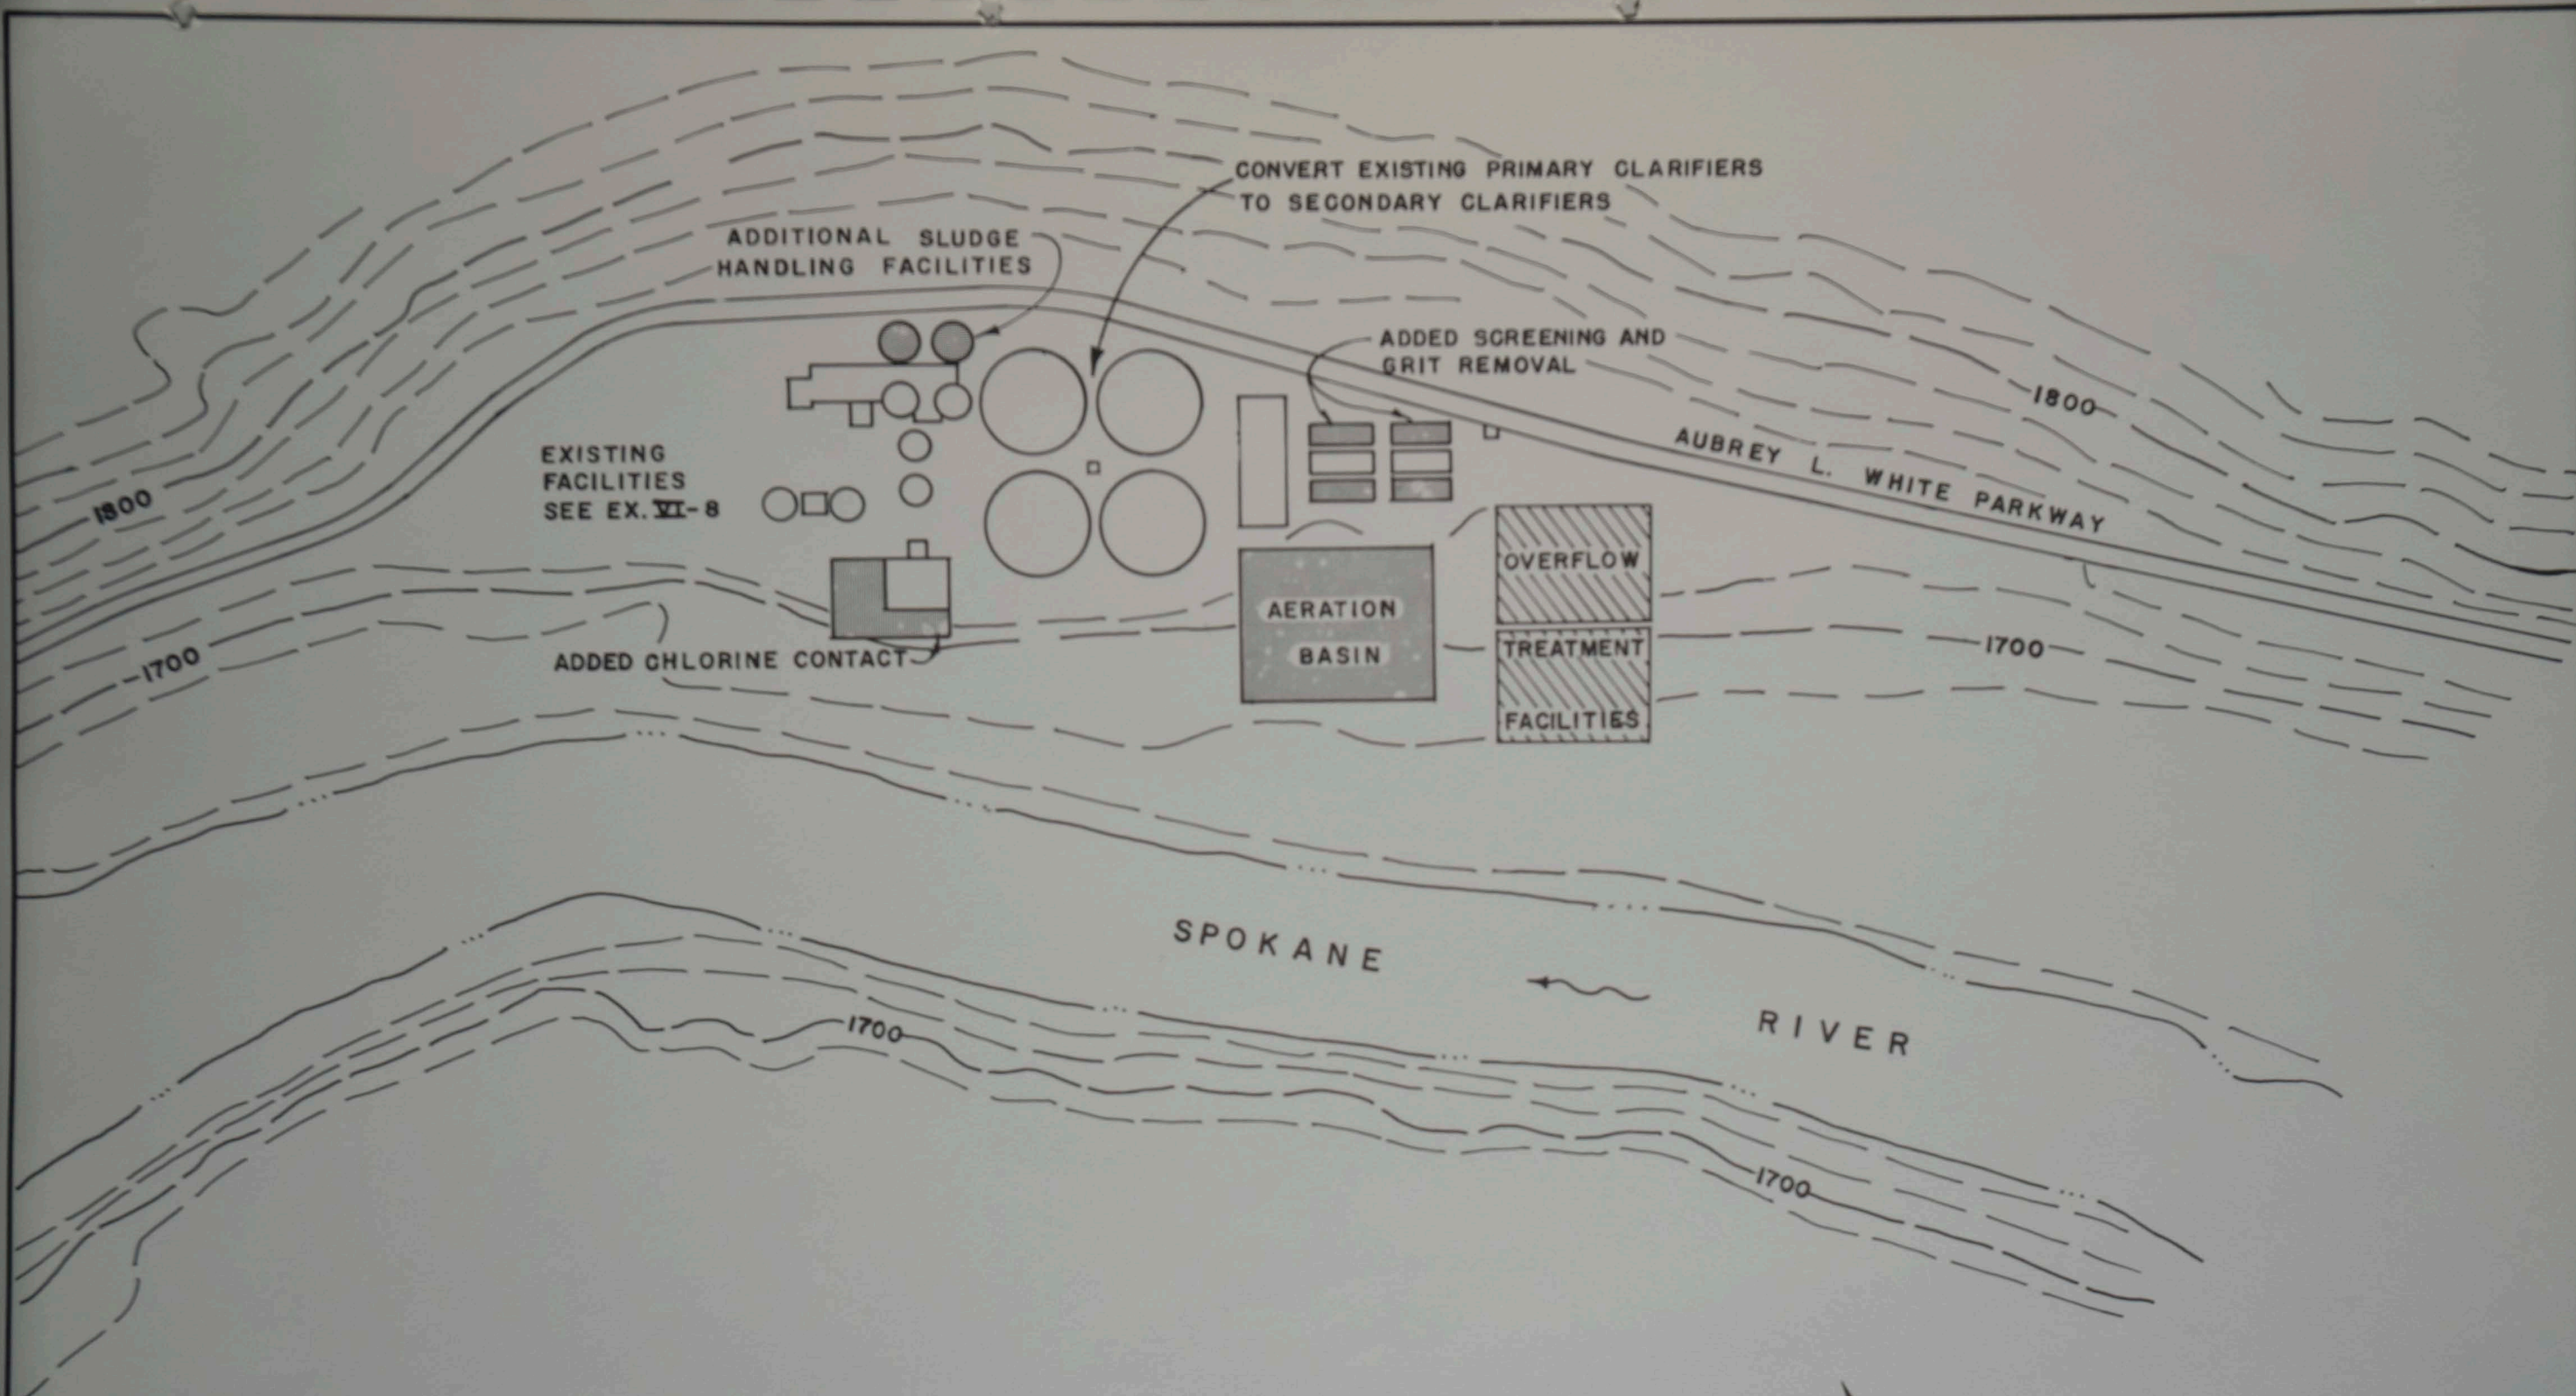 CONVERT EXISTING PRIMARY CLARIFIERS
TO SECONDARY CLARIFIERS
ADDITIONAL SLUDGE
HANDLING FACILITIES
ADDED SCREENING AND
GRIT REMOVAL
1800
AUBREY L. WHITE PARKWAY
EXISTING
FACILITIES
SEE EX. VI-8
1800
OVERFLOW
TREATMENT
FACILITIES
AERATION
BASIN
ADDED CHLORINE CONTACT
1700
1700
SPOKANE
RIVER
1700
1700